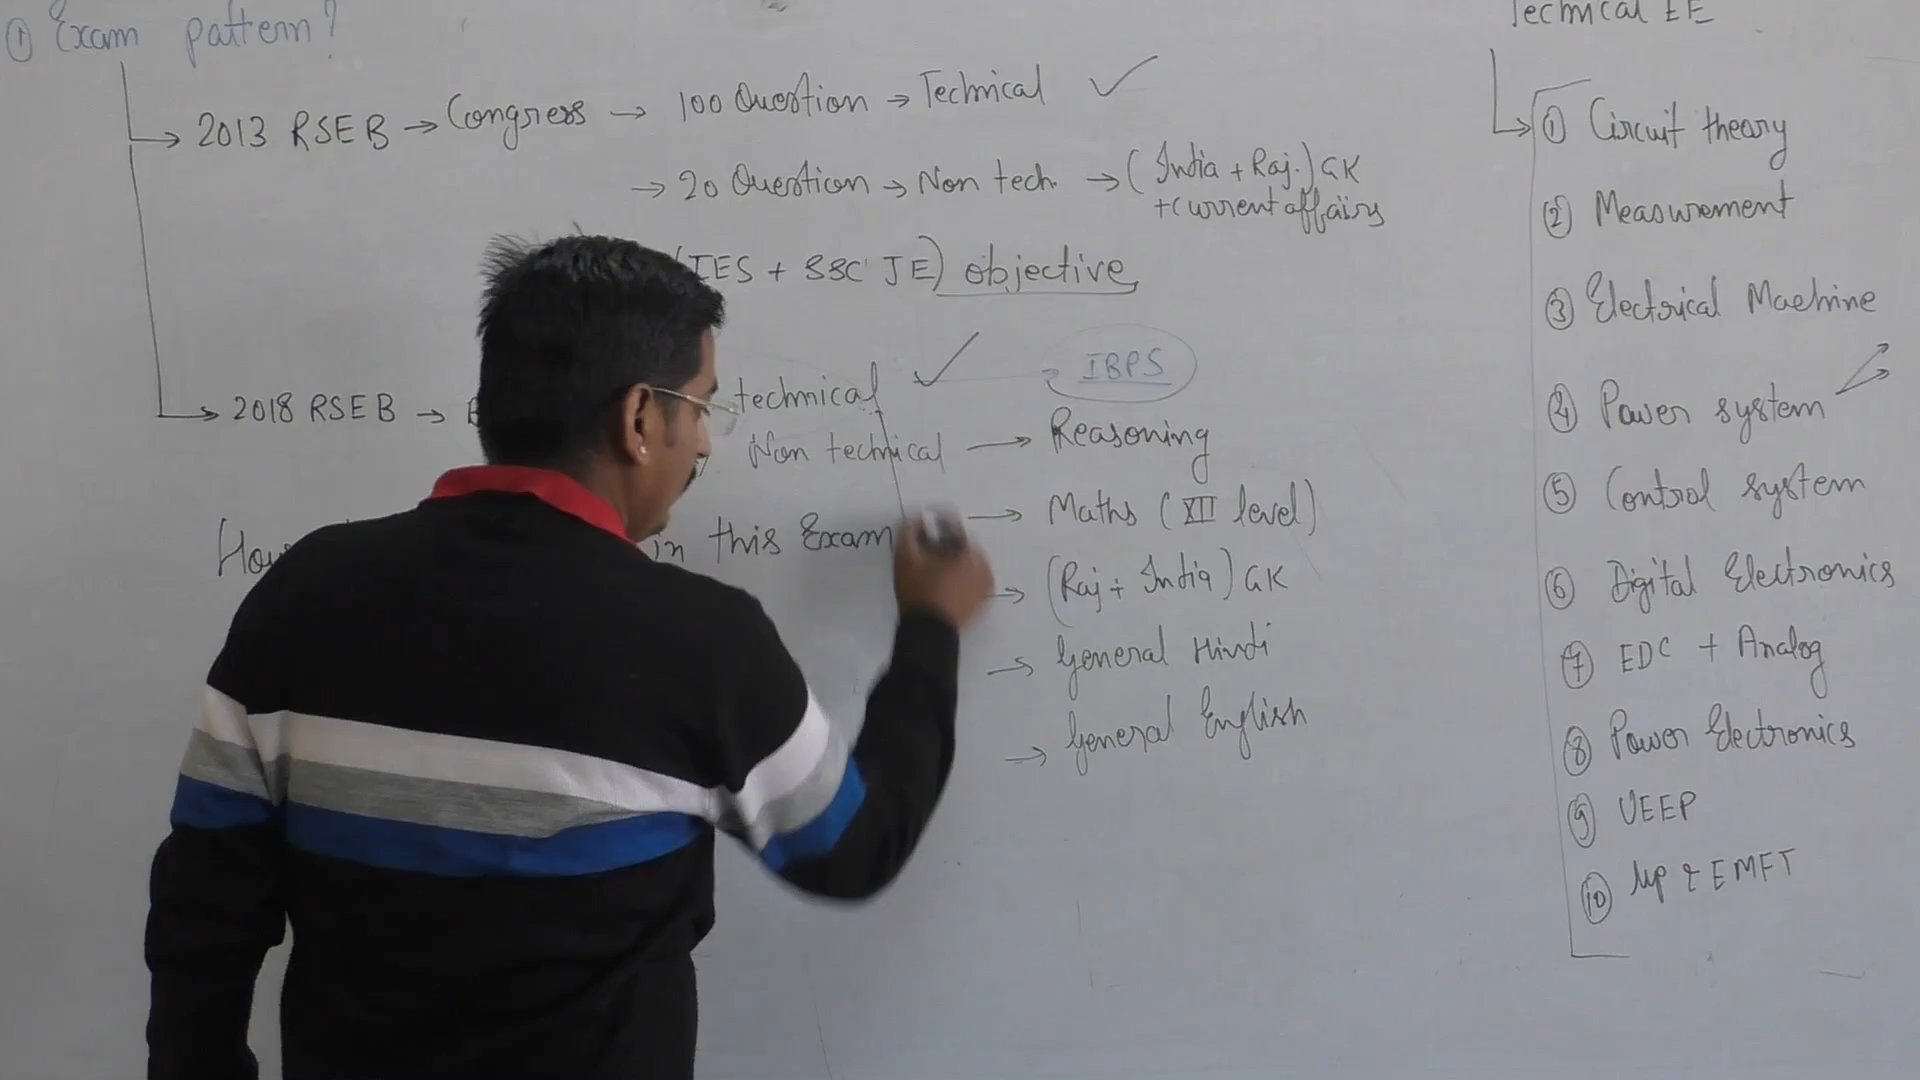 ① Exam pattern?
→ 2013 RSEB → Congress → 100 Question → Technical ✓
→ 20 Question → Non tech. → (India + Raj.) GK
+Current affairs
(IES + SSC JE) objective
→ 2018 RSEB → technical ✓ IBPS
Non technical → Reasoning
→ Maths (XII level)
in this Exam
→ (Raj + India) GK
→ General Hindi
→ General English
Technical EE
① Circuit theory
② Measurement
③ Electrical Machine
④ Power system
⑤ Control system
⑥ Digital Electronics
⑦ EDC + Analog
⑧ Power Electronics
⑨ UEEP
⑩ μp & EMFT